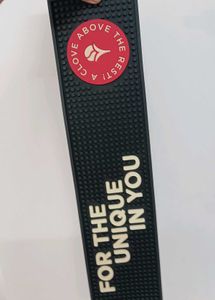 A CLOVE ABOVE THE REST!
FOR THE
UNIQUE
IN YOU